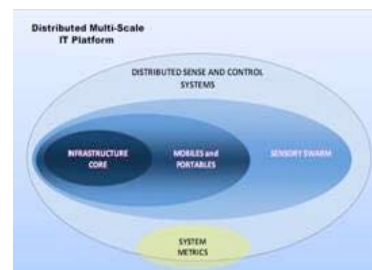 Distributed Multi-Scale
IT Platform
DISTRIBUTED SENSE AND CONTROL
SYSTEMS
INFRASTRUCTURE
CORE
MOBILES and
PORTABLES
SENSORY SWARM
SYSTEM
METRICS